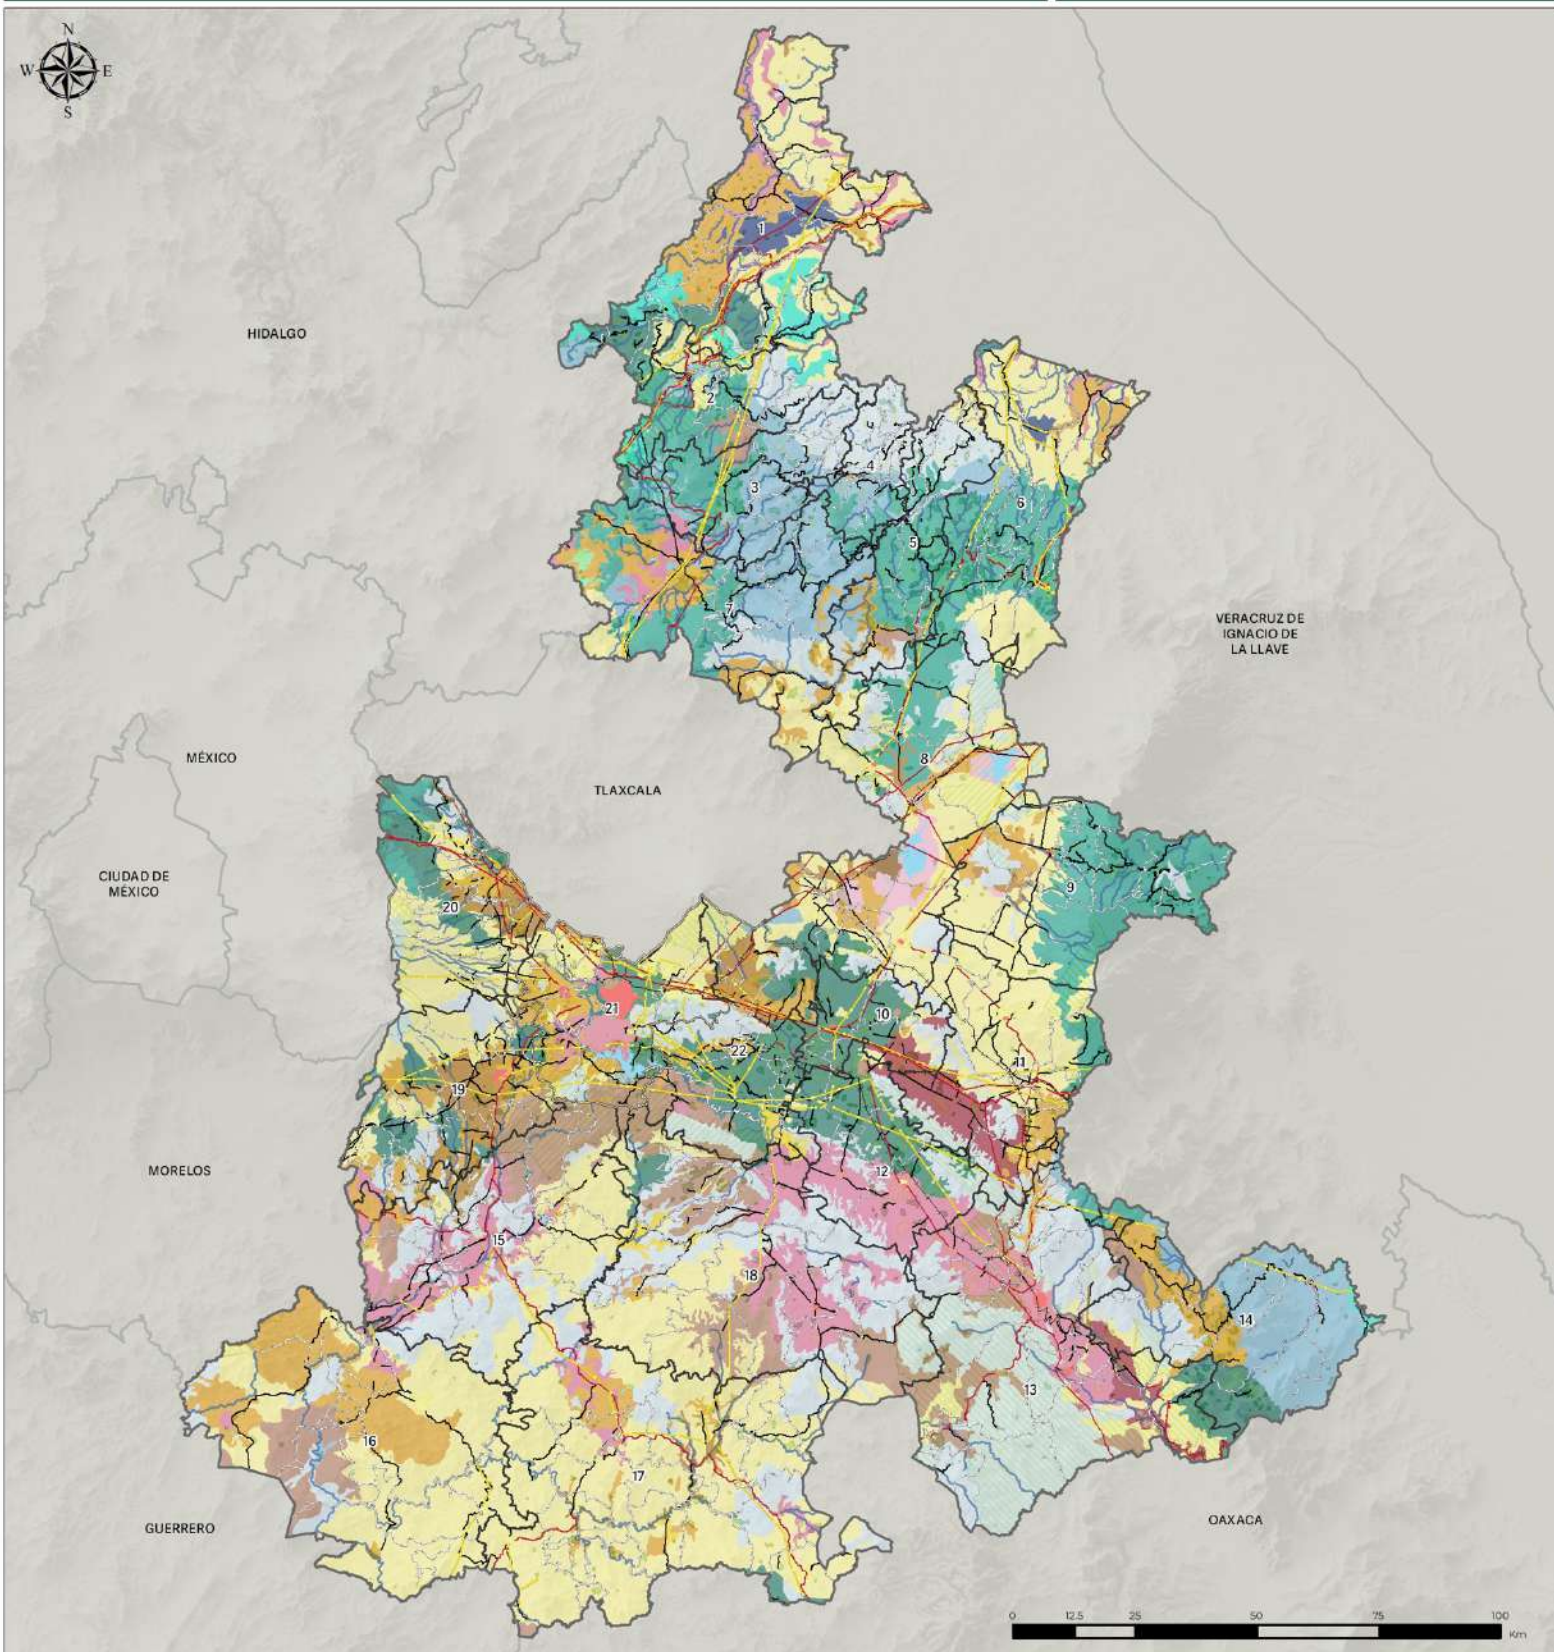 N
W E
S
1
HIDALGO
2
4
3
6
5
7
VERACRUZ DE
IGNACIO DE
LA LLAVE
MÉXICO
8
TLAXCALA
CIUDAD DE
MÉXICO
9
20
21
10
22
11
19
MORELOS
12
15
18
14
13
16
17
GUERRERO
OAXACA
0 12.5 25 50 75 100
Km